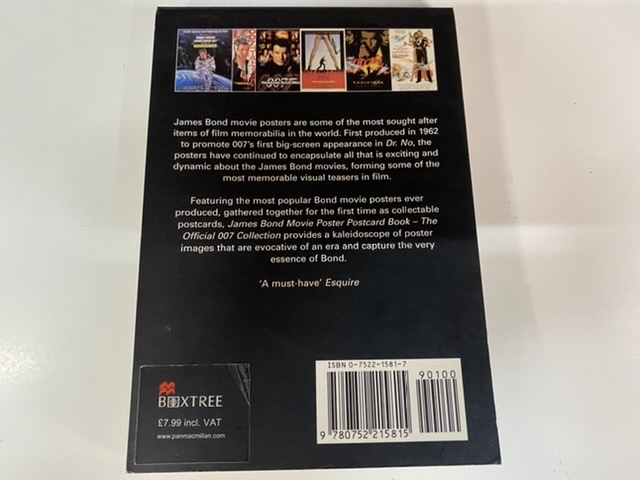 007
James Bond movie posters are some of the most sought after
items of film memorabilia in the world. First produced in 1962
to promote 007's first big-screen appearance in Dr. No, the
posters have continued to encapsulate all that is exciting and
dynamic about the James Bond movies, forming some of the
most memorable visual teasers in film.
Featuring the most popular Bond movie posters ever
produced, gathered together for the first time as collectable
postcards, James Bond Movie Poster Postcard Book – The
Official 007 Collection provides a kaleidoscope of poster
images that are evocative of an era and capture the very
essence of Bond.
'A must-have' Esquire
BOXTREE
£7.99 incl. VAT
www.panmacmillan.com
ISBN 0-7522-1581-7
90100
9 780752 215815